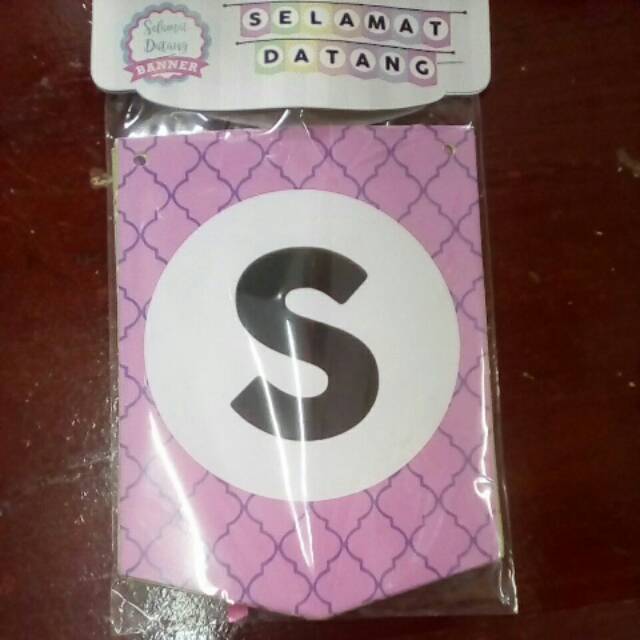 Selamat
Datang
BANNER
SELAMAT
DATANG
S